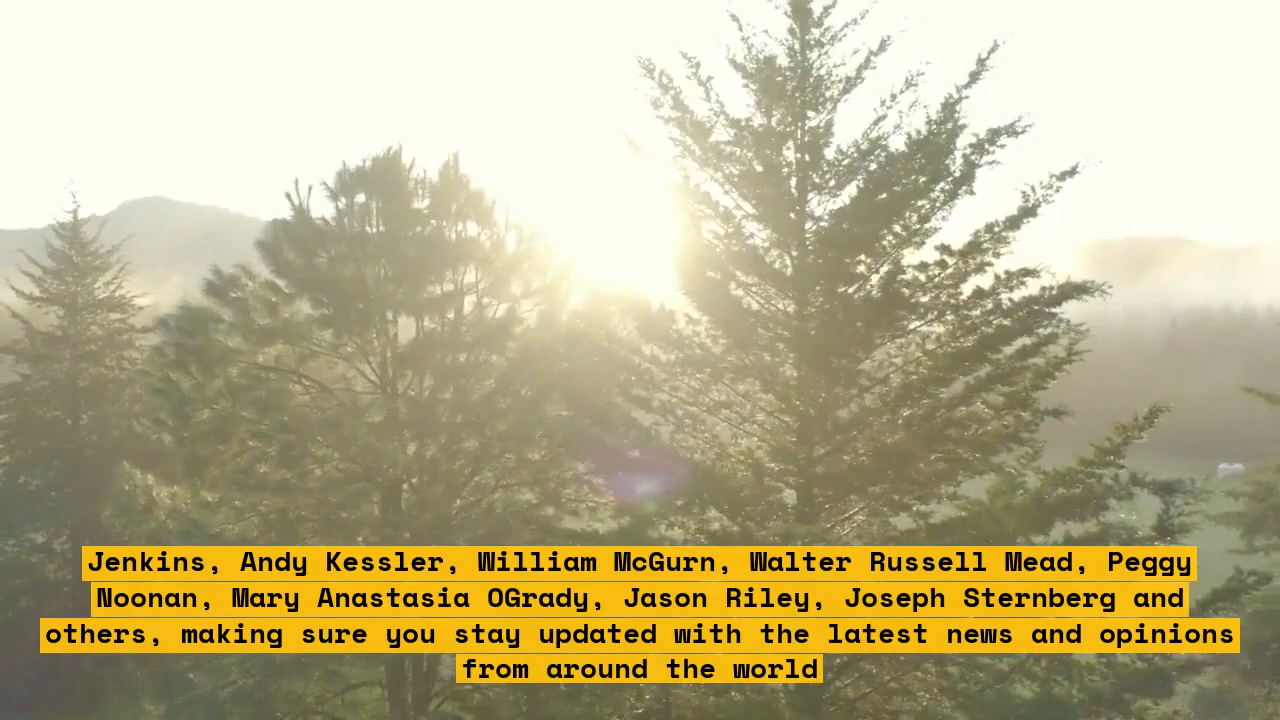 Jenkins, Andy Kessler, William McGurn, Walter Russell Mead, Peggy
Noonan, Mary Anastasia OGrady, Jason Riley, Joseph Sternberg and
others, making sure you stay updated with the latest news and opinions
from around the world